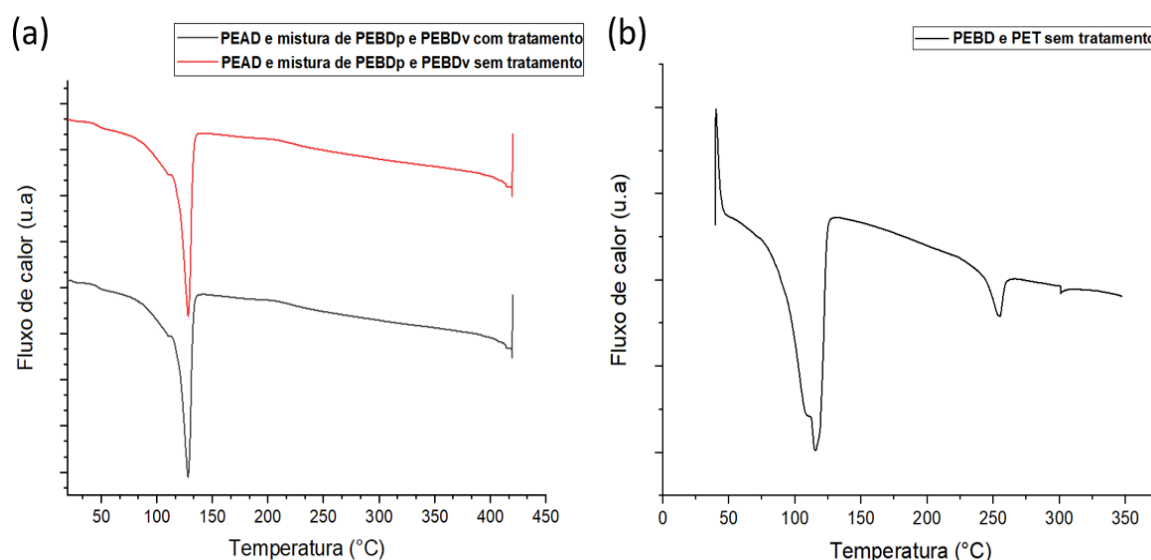 (a)
PEAD e mistura de PEBDp e PEBDv com tratamento
PEAD e mistura de PEBDp e PEBDv sem tratamento
Fluxo de calor (u.a)
50 100 150 200 250 300 350 400 450
Temperatura (°C)
(b)
PEBD e PET sem tratamento
Fluxo de calor (u.a)
0 50 100 150 200 250 300 350
Temperatura (°C)